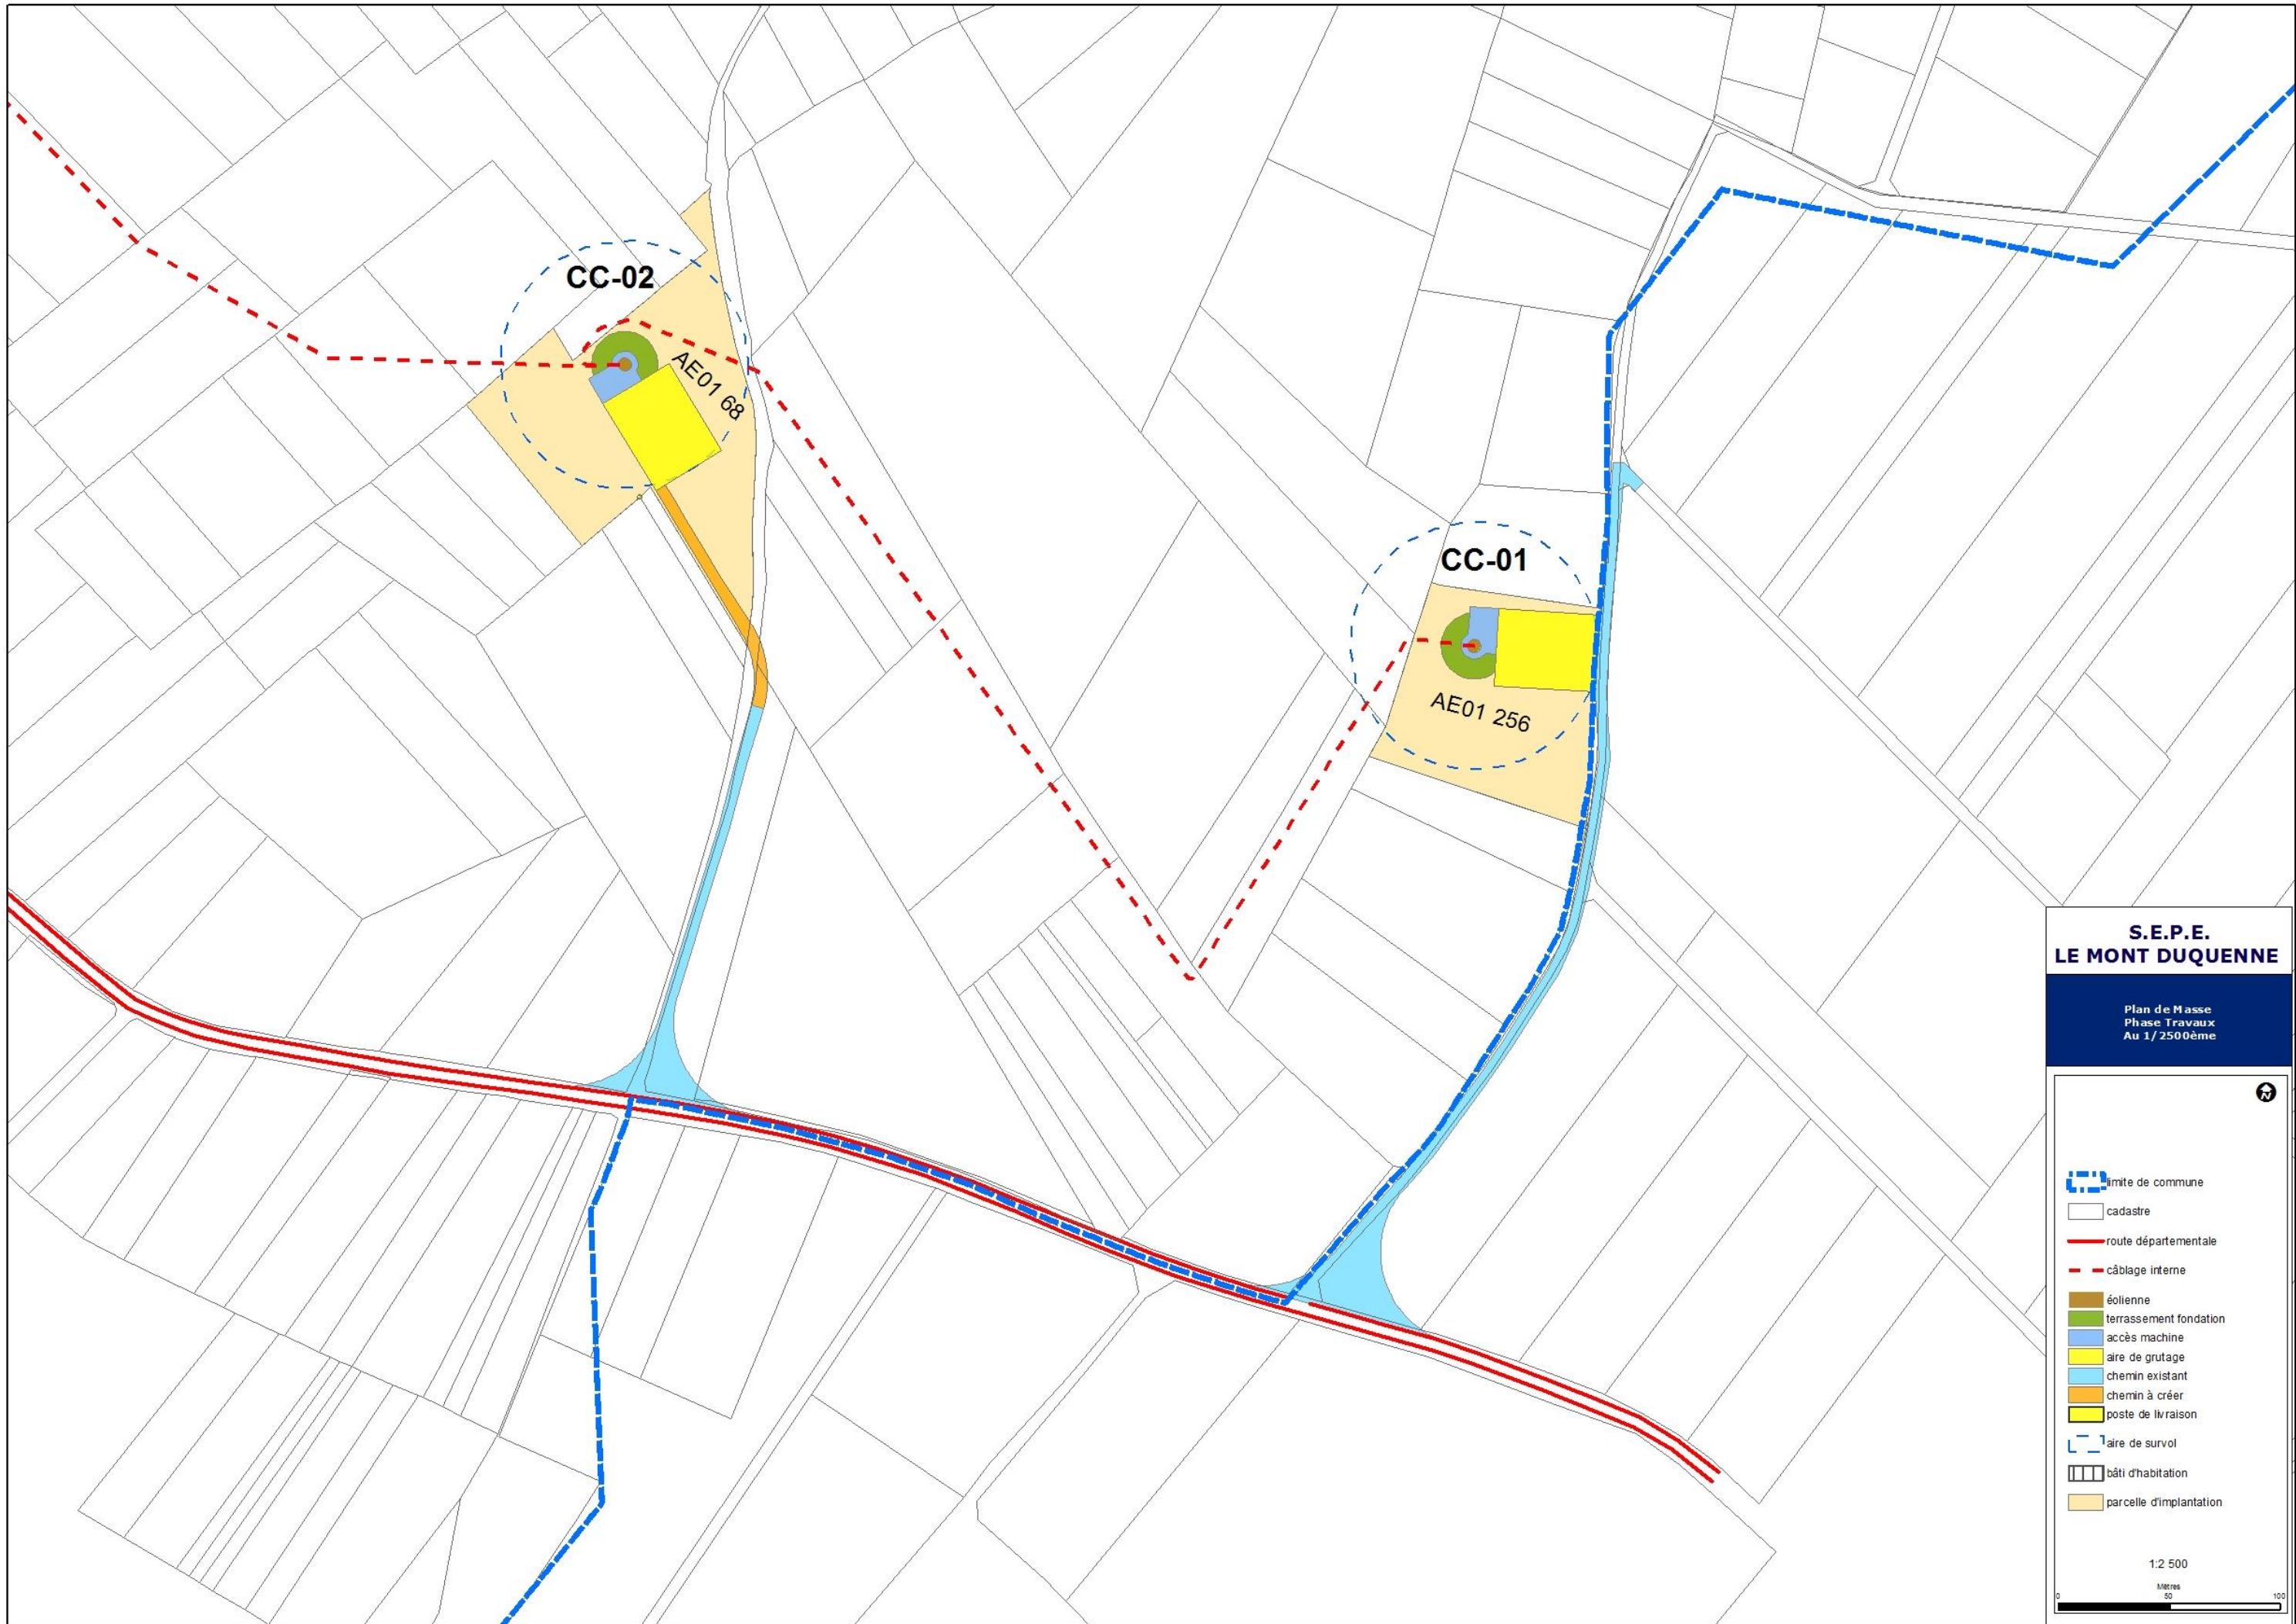 CC-02
AE01 68
CC-01
AE01 256
S.E.P.E.
LE MONT DUQUENNE
Plan de Masse
Phase Travaux
Au 1/2500ème
N
limite de commune
cadastre
route départementale
câblage interne
éolienne
terrassement fondation
accès machine
aire de grutage
chemin existant
chemin à créer
poste de livraison
aire de survol
bâti d'habitation
parcelle d'implantation
1:2 500
Mètres
0 50 100